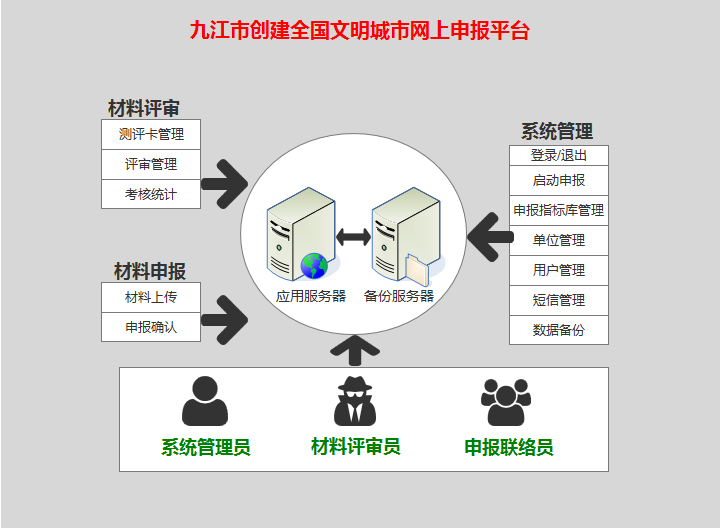 九江市创建全国文明城市网上申报平台
材料评审
测评卡管理
评审管理
考核统计
材料申报
材料上传
申报确认
应用服务器
备份服务器
系统管理
登录/退出
启动申报
申报指标库管理
单位管理
用户管理
短信管理
数据备份
系统管理员
材料评审员
申报联络员